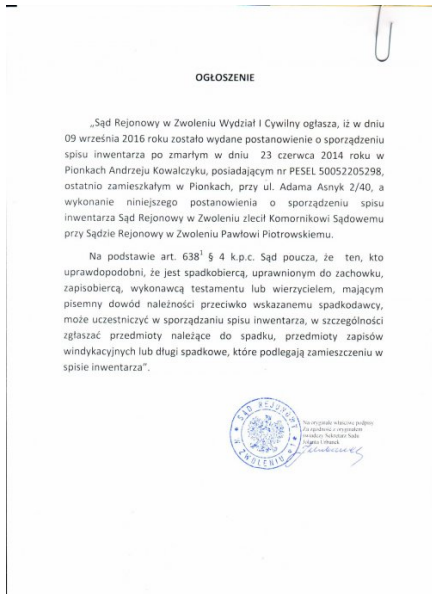 OGŁOSZENIE
„Sąd Rejonowy w Zwoleniu Wydział I Cywilny ogłasza, iż w dniu
09 września 2016 roku zostało wydane postanowienie o sporządzeniu
spisu inwentarza po zmarłym w dniu 23 czerwca 2014 roku w
Pionkach Andrzeju Kowalczyku, posiadającym nr PESEL 50052205298,
ostatnio zamieszkałym w Pionkach, przy ul. Adama Asnyk 2/40, a
wykonanie niniejszego postanowienia o sporządzeniu spisu
inwentarza Sąd Rejonowy w Zwoleniu zlecił Komornikowi Sądowemu
przy Sądzie Rejonowy w Zwoleniu Pawłowi Piotrowskiemu.
Na podstawie art. 638¹ § 4 k.p.c. Sąd poucza, że ten, kto
uprawdopodobni, że jest spadkobiercą, uprawnionym do zachowku,
zapisobiercą, wykonawcą testamentu lub wierzycielem, mającym
pisemny dowód należności przeciwko wskazanemu spadkodawcy,
może uczestniczyć w sporządzaniu spisu inwentarza, w szczególności
zgłaszać przedmioty należące do spadku, przedmioty zapisów
windykacyjnych lub długi spadkowe, które podlegają zamieszczeniu w
spisie inwentarza”.
SĄD REJONOWY
W ZWOLENIU
Na oryginale właściwe podpisy
Za zgodność z oryginałem
świadczy Sekretarz Sądu
Jolanta Urbanek